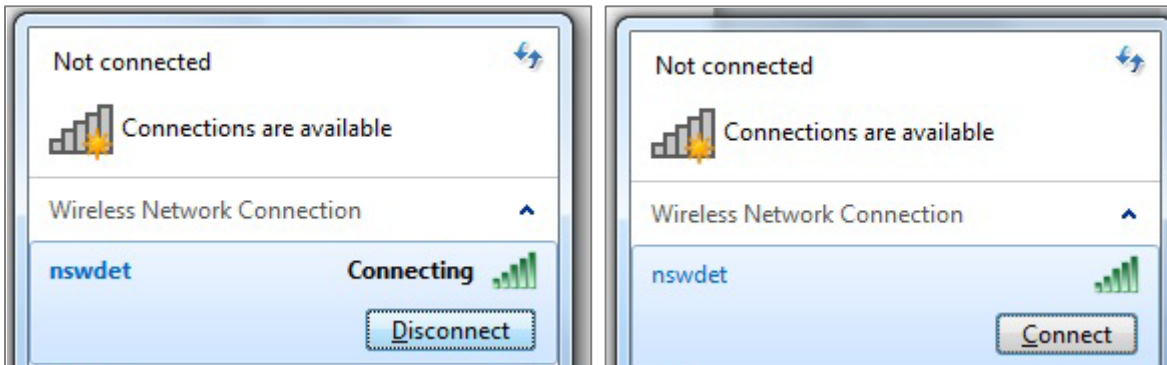 Not connected
Connections are available
Wireless Network Connection
nswdet Connecting
Disconnect
Not connected
Connections are available
Wireless Network Connection
nswdet
Connect